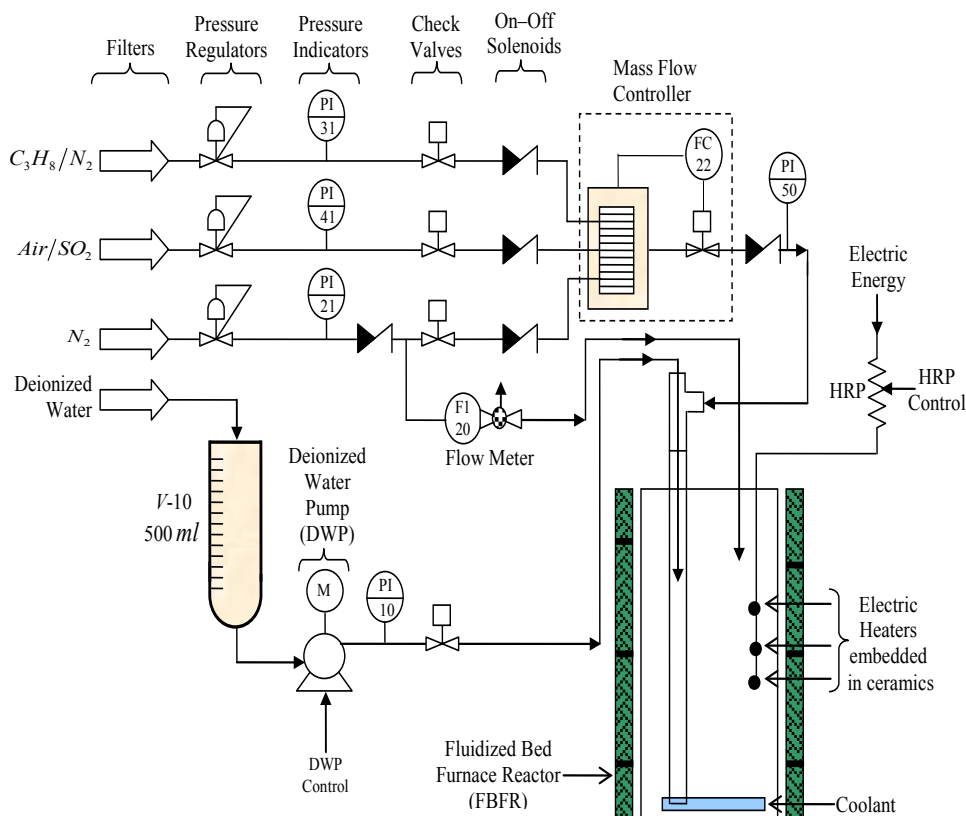 Filters
Pressure
Regulators
Pressure
Indicators
Check
Valves
On–Off
Solenoids
Mass Flow
Controller
C3H8/N2
PI
31
FC
22
PI
50
Air/SO2
PI
41
N2
PI
21
Electric
Energy
Deionized
Water
F1
20
Flow Meter
HRP
HRP
Control
V-10
500 ml
Deionized
Water
Pump
(DWP)
M
PI
10
Electric
Heaters
embedded
in ceramics
DWP
Control
Fluidized Bed
Furnace Reactor
(FBFR)
Coolant